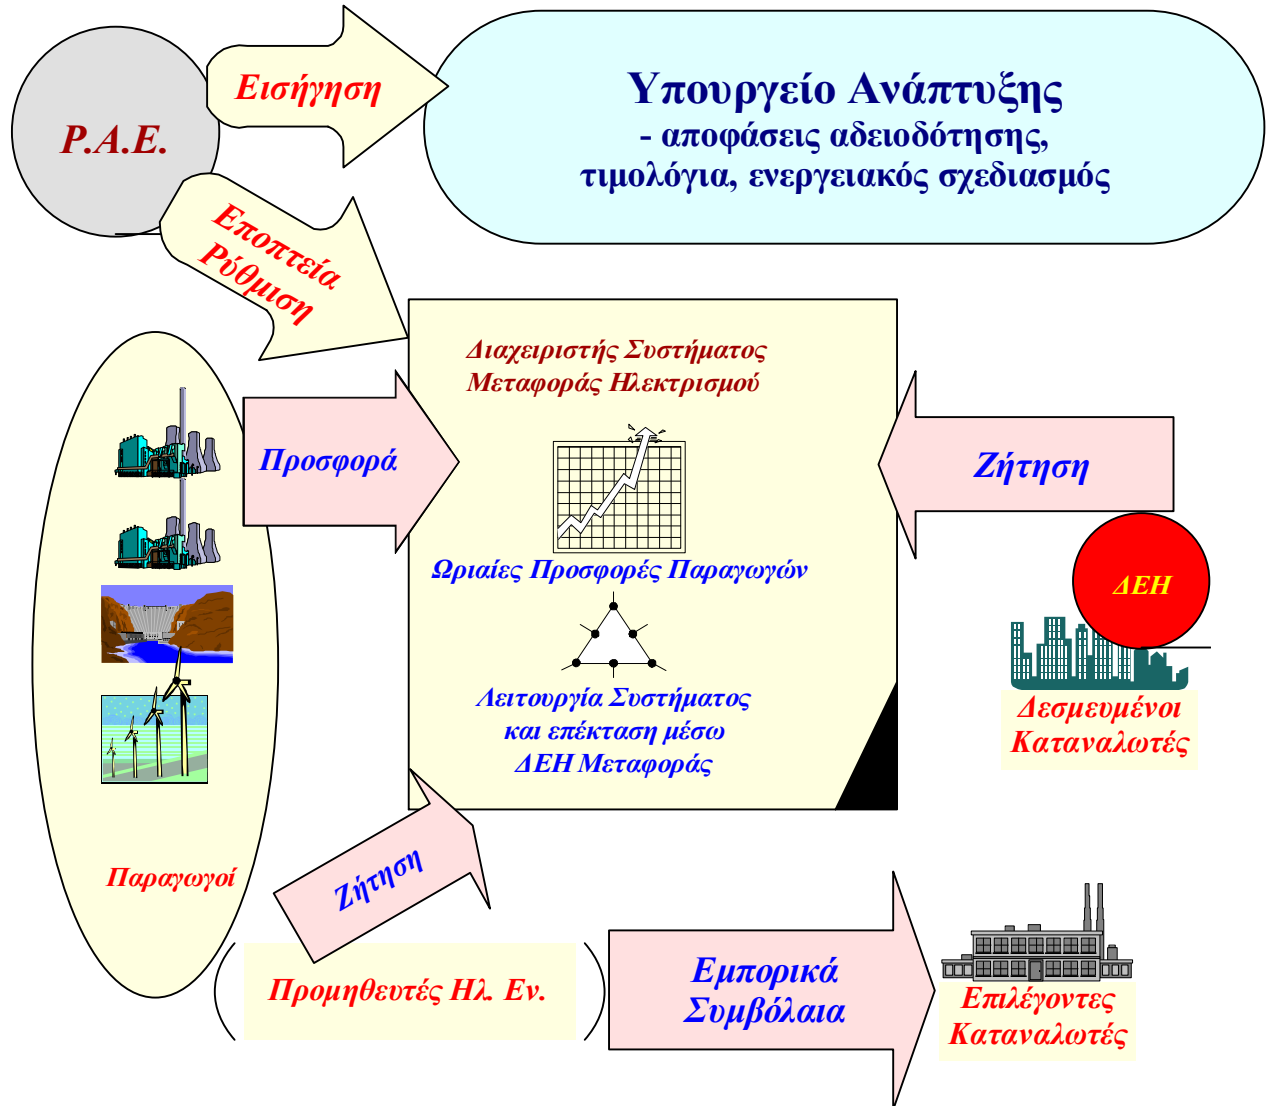 Ρ.Α.Ε.
Εισήγηση
Υπουργείο Ανάπτυξης
- αποφάσεις αδειοδότησης,
τιμολόγια, ενεργειακός σχεδιασμός
Εποπτεία
Ρύθμιση
Διαχειριστής Συστήματος
Μεταφοράς Ηλεκτρισμού
Προσφορά
Ζήτηση
Ωριαίες Προσφορές Παραγωγών
ΔΕΗ
Λειτουργία Συστήματος
και επέκταση μέσω
ΔΕΗ Μεταφοράς
Δεσμευμένοι
Καταναλωτές
Παραγωγοί
Ζήτηση
Προμηθευτές Ηλ. Εν.
Εμπορικά
Συμβόλαια
Επιλέγοντες
Καταναλωτές